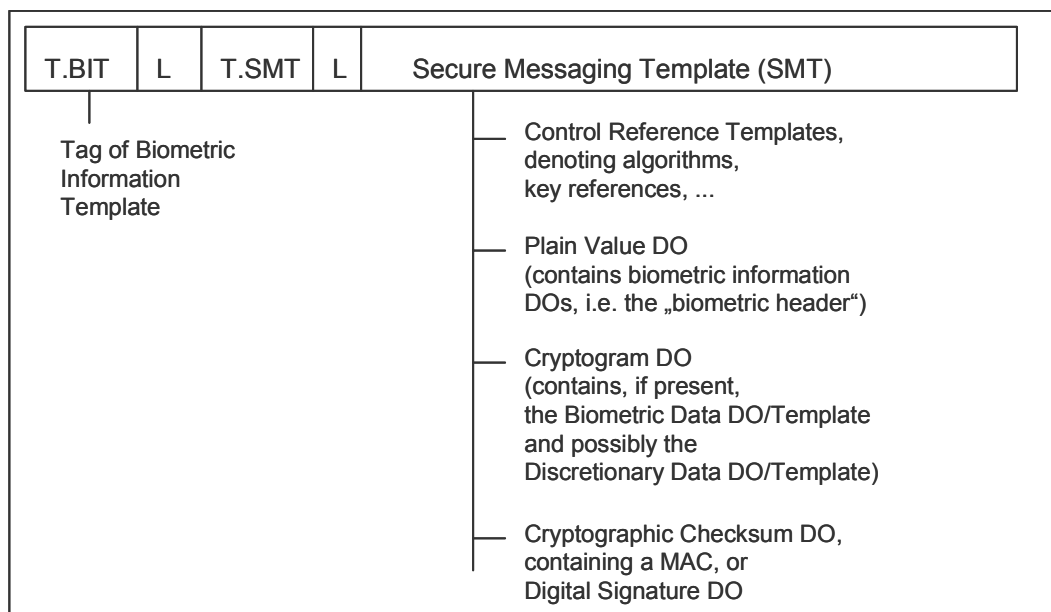 T.BIT L T.SMT L Secure Messaging Template (SMT)
Tag of Biometric
Information
Template
Control Reference Templates,
denoting algorithms,
key references, ...
Plain Value DO
(contains biometric information
DOs, i.e. the „biometric header“)
Cryptogram DO
(contains, if present,
the Biometric Data DO/Template
and possibly the
Discretionary Data DO/Template)
Cryptographic Checksum DO,
containing a MAC, or
Digital Signature DO